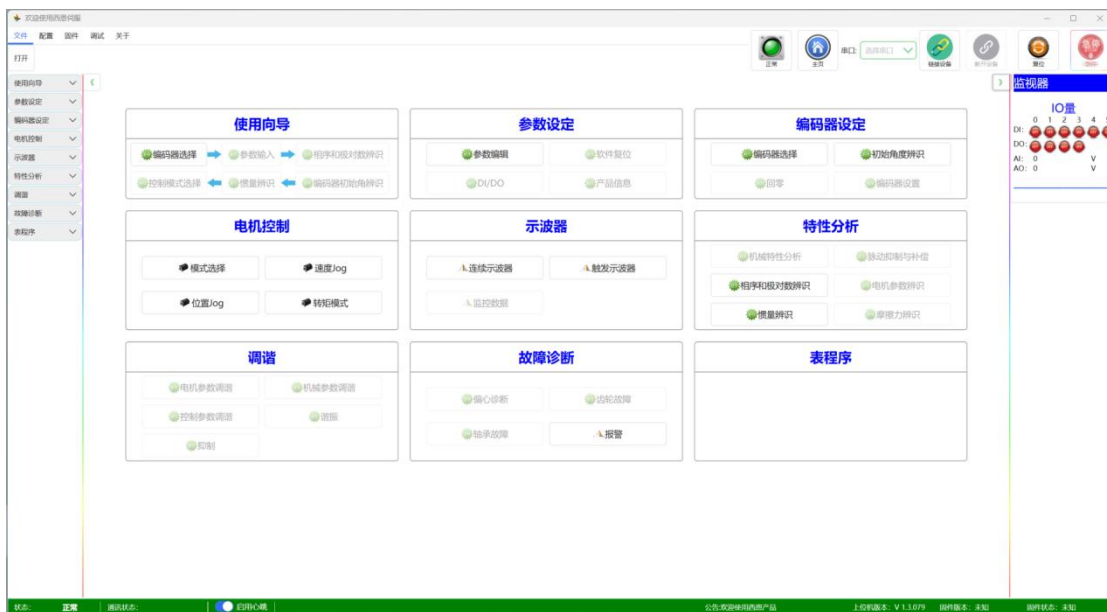 欢迎使用西恩伺服
文件 配置 固件 调试 关于
打开
正常 主页 串口: 选择串口 链接设备 断开设备 复位 急停
使用向导
参数设定
编码器设定
电机控制
示波器
特性分析
调谐
故障诊断
表程序
使用向导
编码器选择 参数输入 相序和极对数辨识
控制模式选择 惯量辨识 编码器初始角辨识
参数设定
参数编辑 软件复位
DI/DO 产品信息
编码器设定
编码器选择 初始角度辨识
回零 编码器设置
电机控制
模式选择 速度Jog
位置Jog 转矩模式
示波器
连续示波器 触发示波器
监控数据
特性分析
机械特性分析 脉动抑制与补偿
相序和极对数辨识 电机参数辨识
惯量辨识 摩擦力辨识
调谐
电机参数调谐 机械参数调谐
控制参数调谐 谐振
抑制
故障诊断
偏心诊断 齿轮故障
轴承故障 报警
表程序
监视器
IO量
0 1 2 3 4 5
DI:
DO:
AI: 0 V
AO: 0 V
状态: 正常 通讯状态: 启用心跳 公告:欢迎使用西恩产品 上位机版本: V 1.3.079 固件版本: 未知 固件状态: 未知